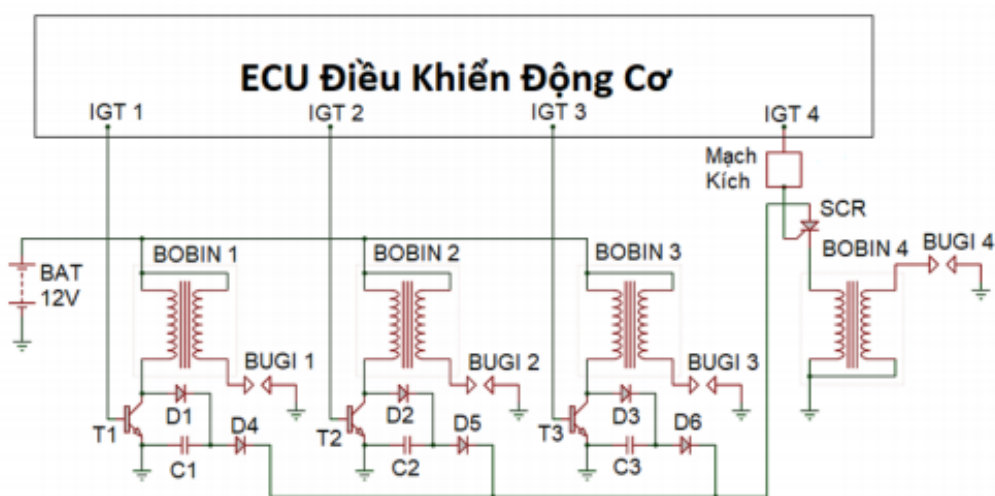 ECU Điều Khiển Động Cơ
IGT 1 IGT 2 IGT 3 IGT 4
Mạch
Kích
SCR
BOBIN 1 BOBIN 2 BOBIN 3 BOBIN 4 BUGI 4
BAT
12V
BUGI 1 BUGI 2 BUGI 3
D1 D4 D2 D5 D3 D6
T1 T2 T3
C1 C2 C3